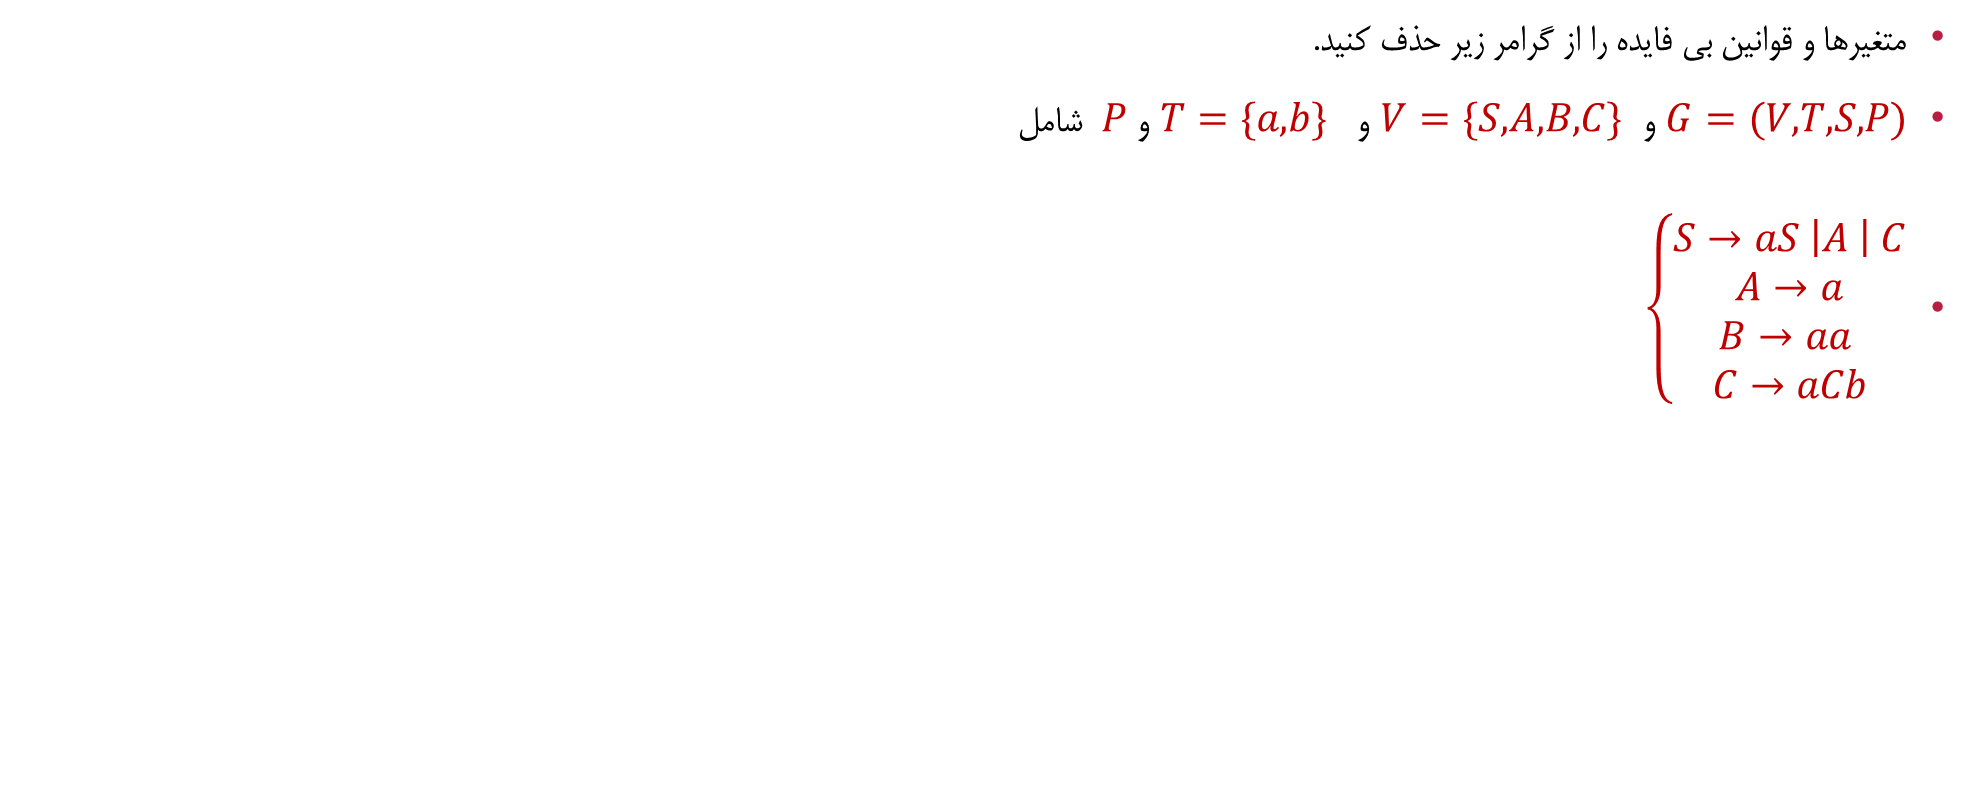 • متغیرها و قوانین بی فایده را از گرامر زیر حذف کنید.
• G = (V,T,S,P) و V = {S,A,B,C} و T = {a,b} و P شامل
• { S → aS | A | C
A → a
B → aa
C → aCb